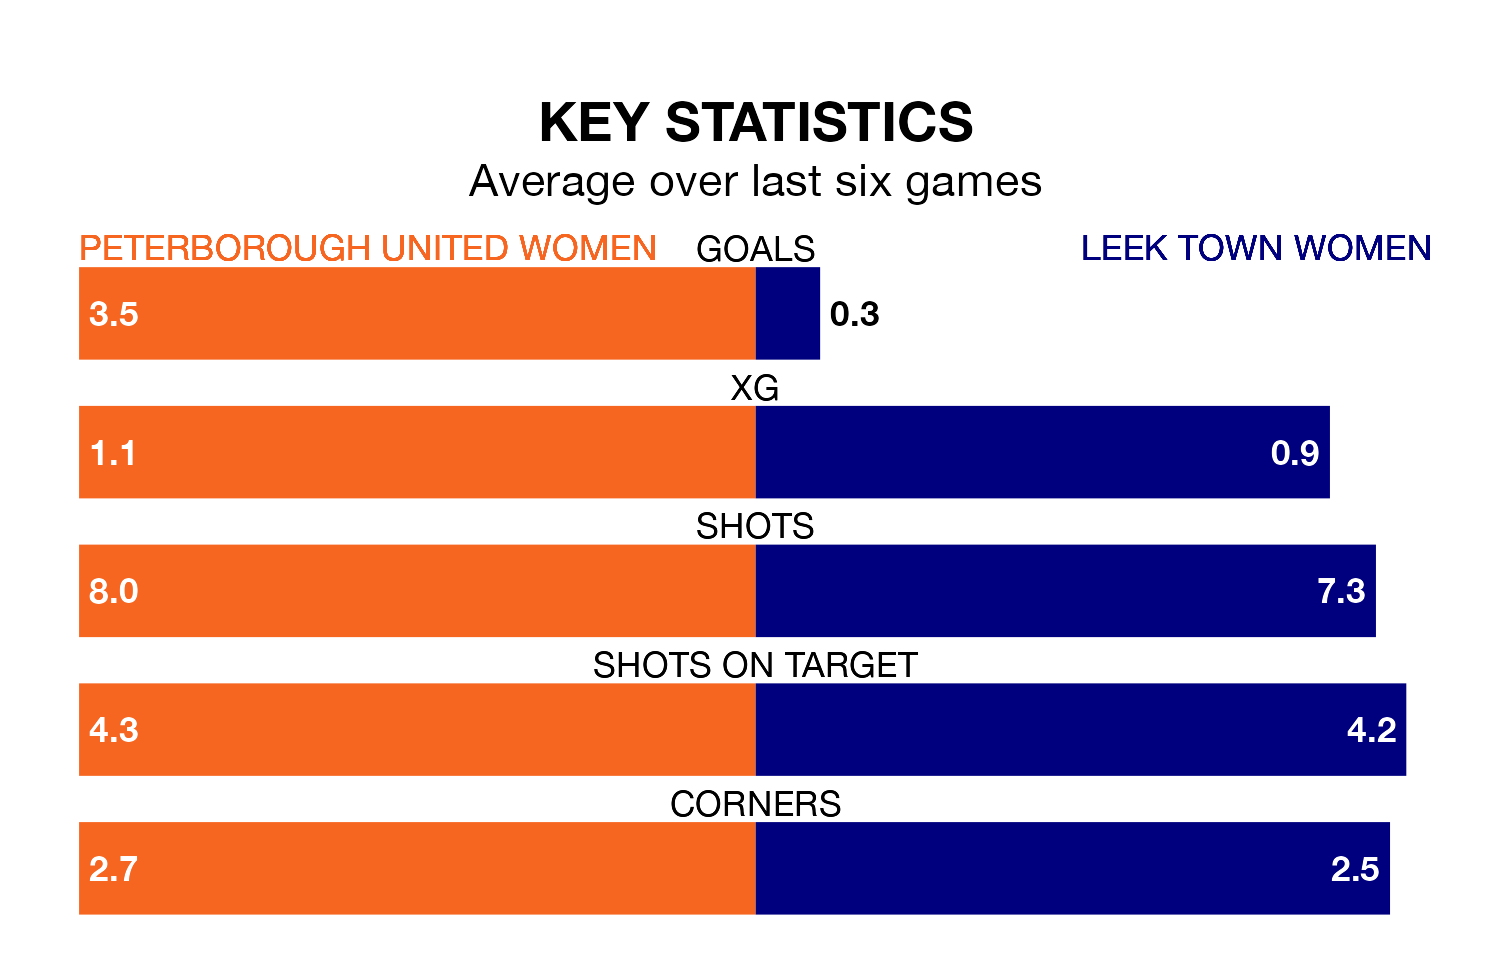 KEY STATISTICS
Average over last six games
PETERBOROUGH UNITED WOMEN GOALS LEEK TOWN WOMEN
3.5 0.3
XG
1.1 0.9
SHOTS
8.0 7.3
SHOTS ON TARGET
4.3 4.2
CORNERS
2.7 2.5